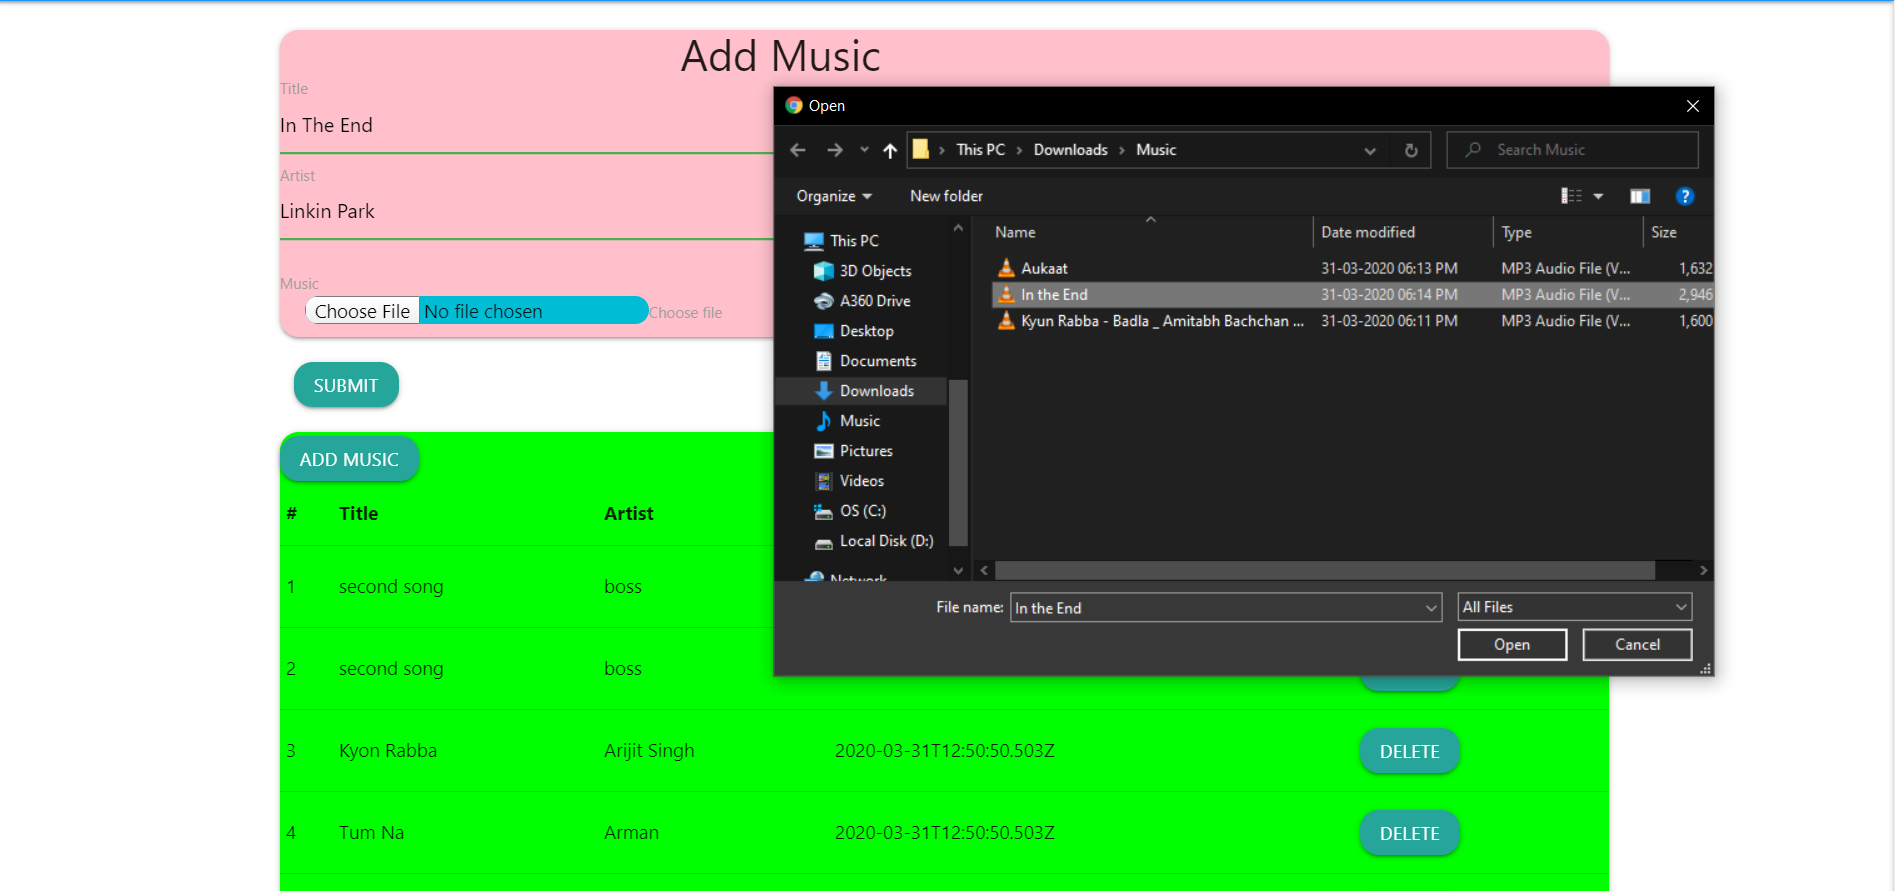 Add Music
Title
In The End
Artist
Linkin Park
Music
Choose File No file chosen Choose file
SUBMIT
ADD MUSIC
# Title Artist
1 second song boss
2 second song boss
3 Kyon Rabba Arijit Singh 2020-03-31T12:50:50.503Z DELETE
4 Tum Na Arman 2020-03-31T12:50:50.503Z DELETE
Open
This PC > Downloads > Music
Search Music
Organize New folder
This PC
3D Objects
A360 Drive
Desktop
Documents
Downloads
Music
Pictures
Videos
OS (C:)
Local Disk (D:)
Network
Name Date modified Type Size
Aukaat 31-03-2020 06:13 PM MP3 Audio File (V... 1,632
In the End 31-03-2020 06:14 PM MP3 Audio File (V... 2,946
Kyun Rabba - Badla _ Amitabh Bachchan ... 31-03-2020 06:11 PM MP3 Audio File (V... 1,600
File name: In the End All Files
Open Cancel